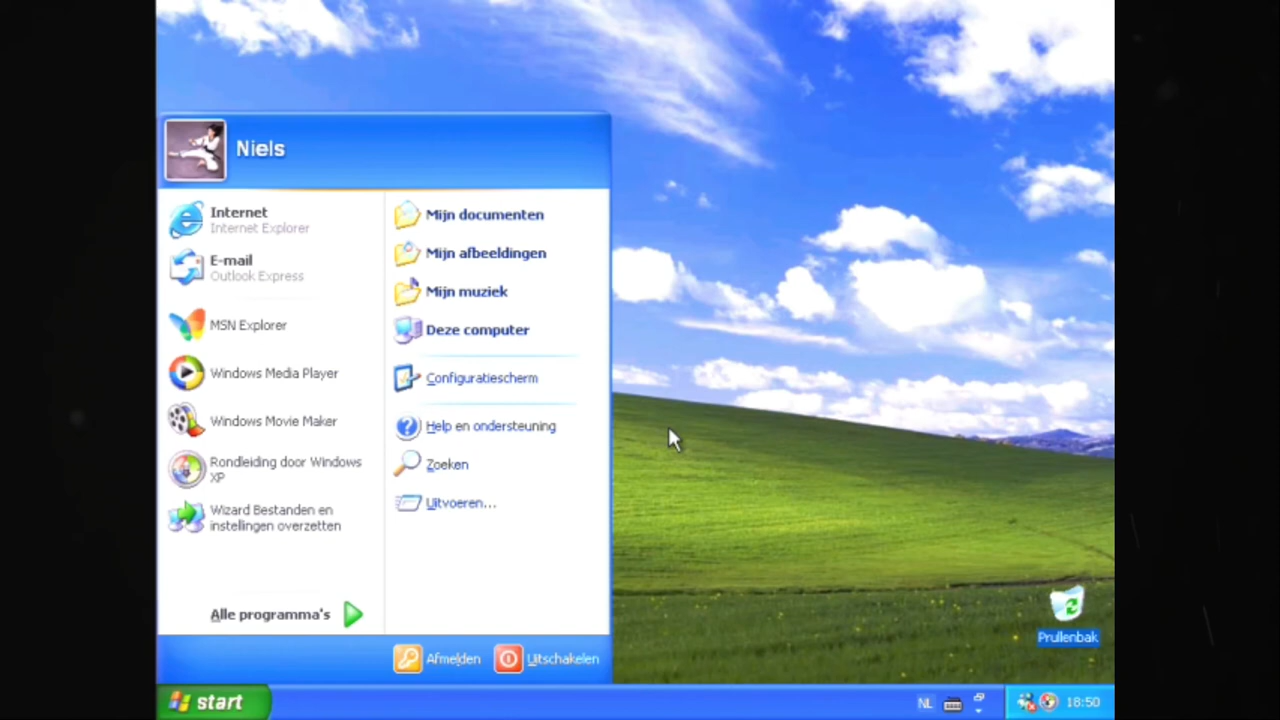 Niels
Internet
Internet Explorer
E-mail
Outlook Express
MSN Explorer
Windows Media Player
Windows Movie Maker
Rondleiding door Windows
XP
Wizard Bestanden en
instellingen overzetten
Alle programma's
Mijn documenten
Mijn afbeeldingen
Mijn muziek
Deze computer
Configuratiescherm
Help en ondersteuning
Zoeken
Uitvoeren...
Afmelden
Uitschakelen
Prullenbak
start
NL
18:50